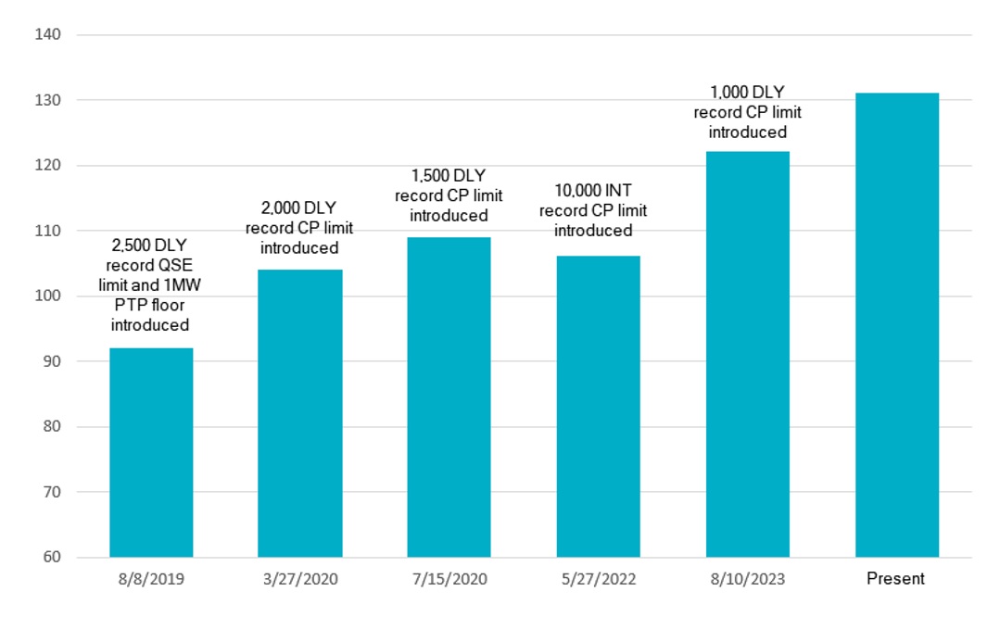 140
130
120
110
100
90
80
70
60
2,500 DLY
record QSE
limit and 1MW
PTP floor
introduced
2,000 DLY
record CP limit
introduced
1,500 DLY
record CP limit
introduced
10,000 INT
record CP limit
introduced
1,000 DLY
record CP limit
introduced
8/8/2019
3/27/2020
7/15/2020
5/27/2022
8/10/2023
Present